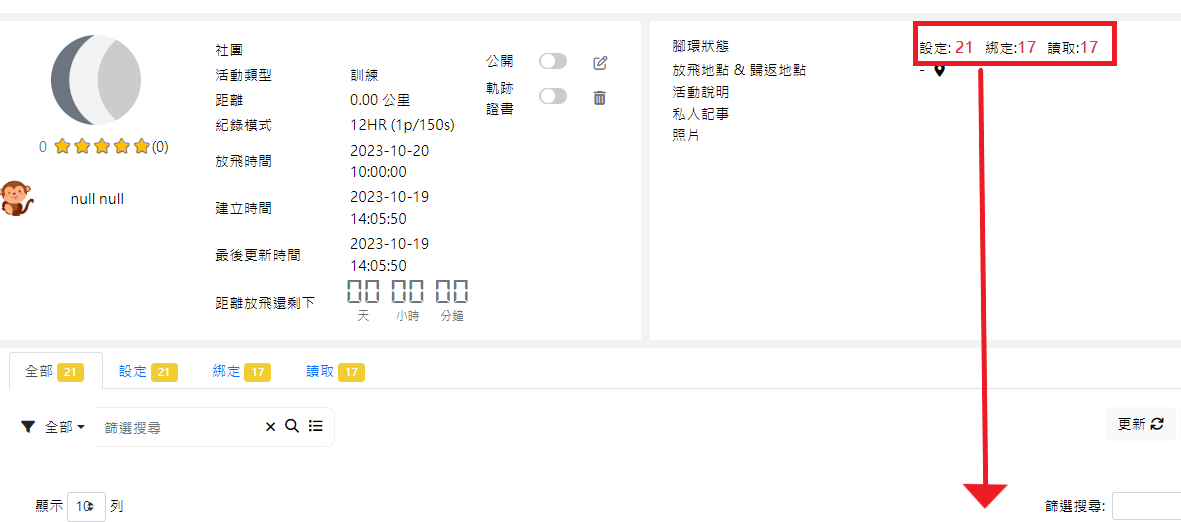 社團
活動類型 訓練
距離 0.00 公里
紀錄模式 12HR (1p/150s)
放飛時間 2023-10-20 10:00:00
建立時間 2023-10-19 14:05:50
最後更新時間 2023-10-19 14:05:50
距離放飛還剩下 00 00 00
天 小時 分鐘
公開
軌跡
證書
0 (0)
null null
腳環狀態 設定: 21 綁定:17 讀取:17
放飛地點 & 歸返地點 -
活動說明
私人記事
照片
全部 21 設定 21 綁定 17 讀取 17
全部 篩選搜尋 更新
顯示 10 列 篩選搜尋: